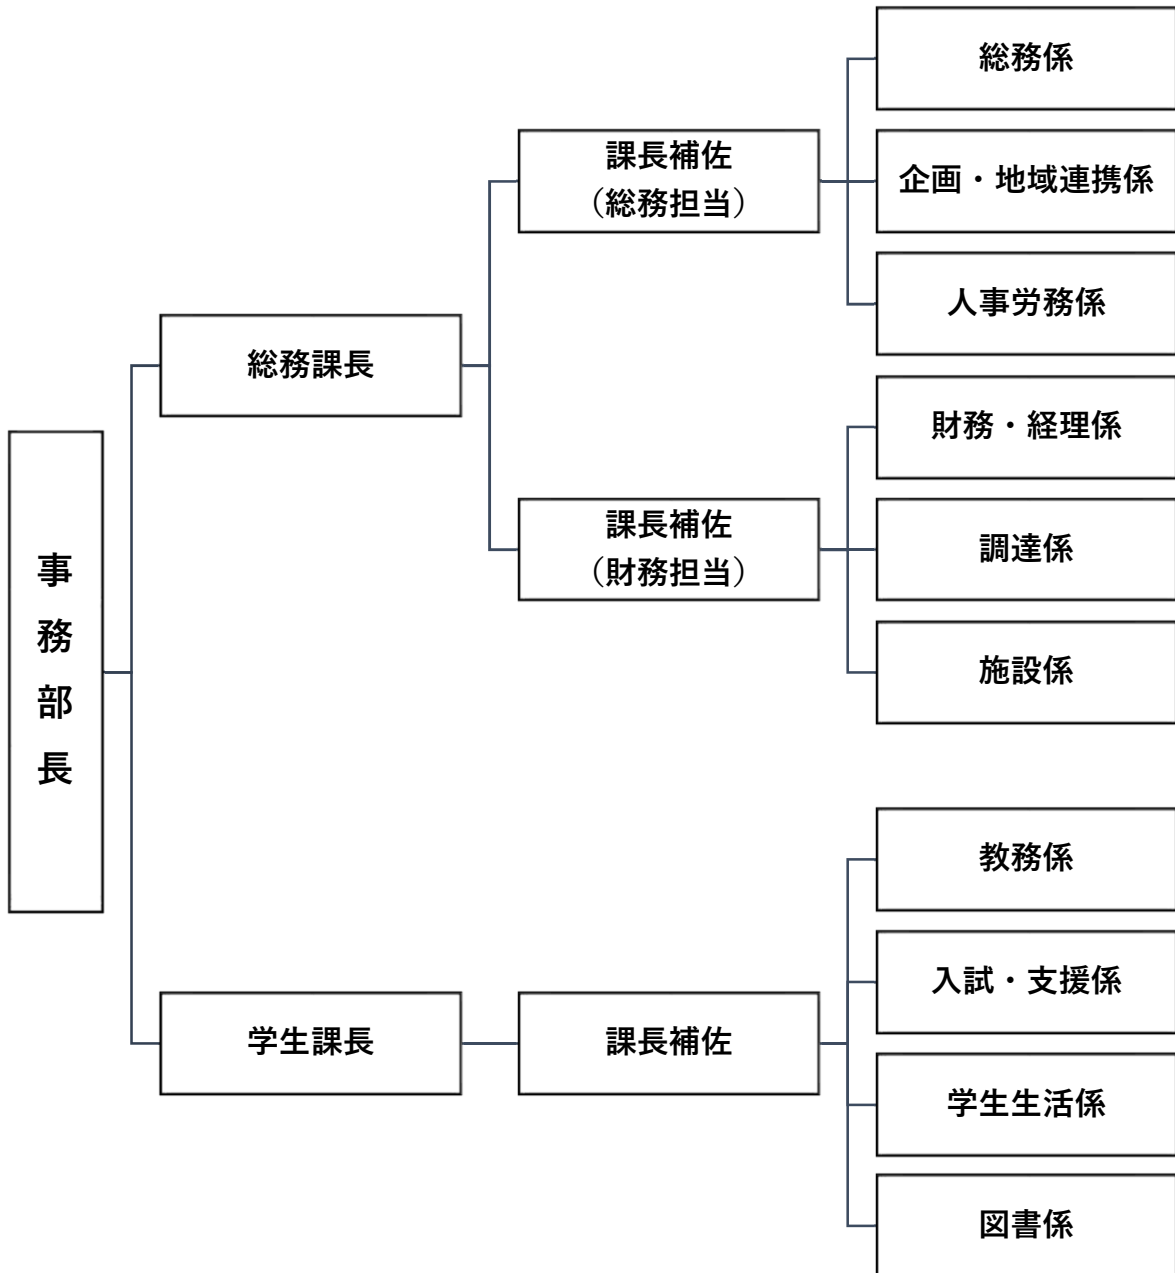 事務部長
総務課長
課長補佐
（総務担当）
総務係
企画・地域連携係
人事労務係
課長補佐
（財務担当）
財務・経理係
調達係
施設係
学生課長
課長補佐
教務係
入試・支援係
学生生活係
図書係